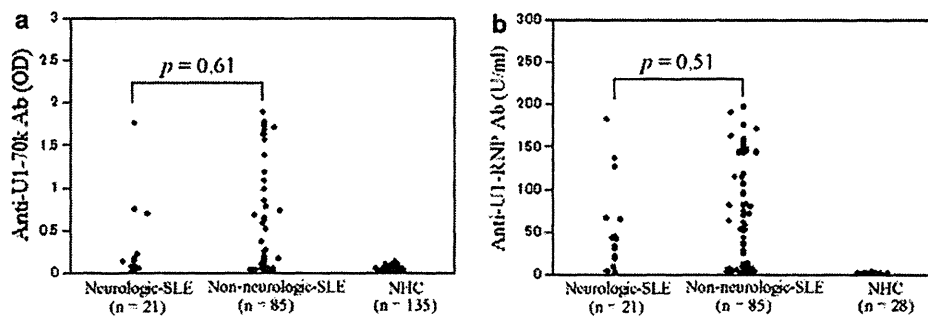 a
Anti-U1-70k Ab (OD)
3
2.5
2
1.5
1
0.5
0
p = 0,61
Neurologic-SLE
(n = 21)
Non-neurologic-SLE
(n = 85)
NHC
(n = 135)
b
Anti-U1-RNP Ab (U/ml)
300
250
200
150
100
50
0
p = 0,51
Neurologic-SLE
(n = 21)
Non-neurologic-SLE
(n = 85)
NHC
(n = 28)